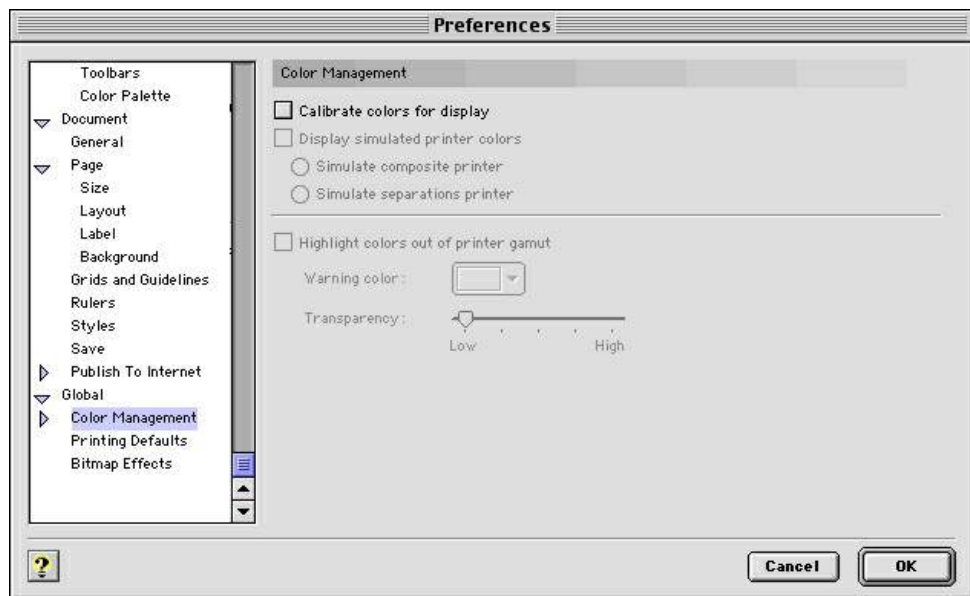 Preferences
Toolbars
Color Palette
Document
General
Page
Size
Layout
Label
Background
Grids and Guidelines
Rulers
Styles
Save
Publish To Internet
Global
Color Management
Printing Defaults
Bitmap Effects
Color Management
Calibrate colors for display
Display simulated printer colors
Simulate composite printer
Simulate separations printer
Highlight colors out of printer gamut
Warning color:
Transparency:
Low High
?
Cancel OK